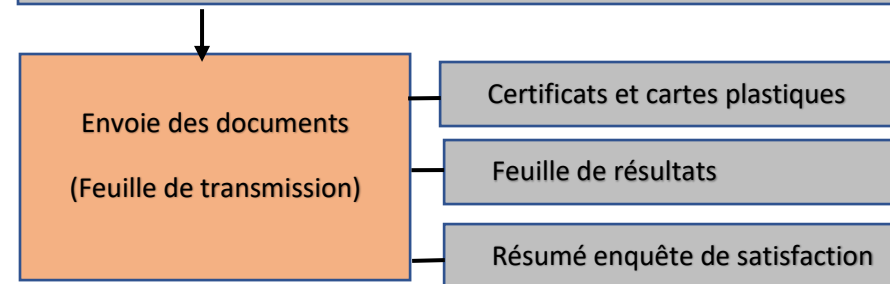 Envoie des documents
(Feuille de transmission)
Certificats et cartes plastiques
Feuille de résultats
Résumé enquête de satisfaction